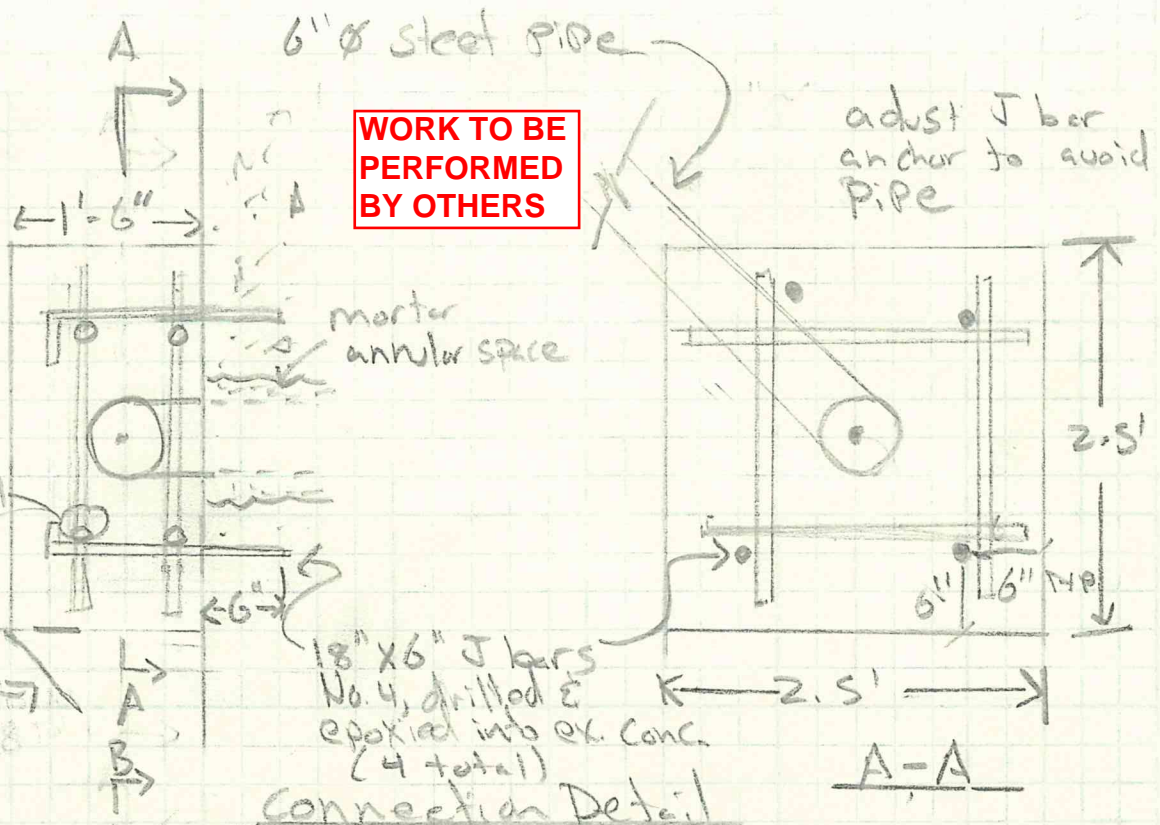 A
6" Ø steel pipe
WORK TO BE
PERFORMED
BY OTHERS
adust J bar
anchor to avoid
pipe
1'-6"
mortar
annular space
2.5'
6"
6" TYP
6"
18" X 6" J bars
No. 4, drilled &
epoxied into ex. conc.
(4 total)
2.5'
A
B
A-A
Connection Detail